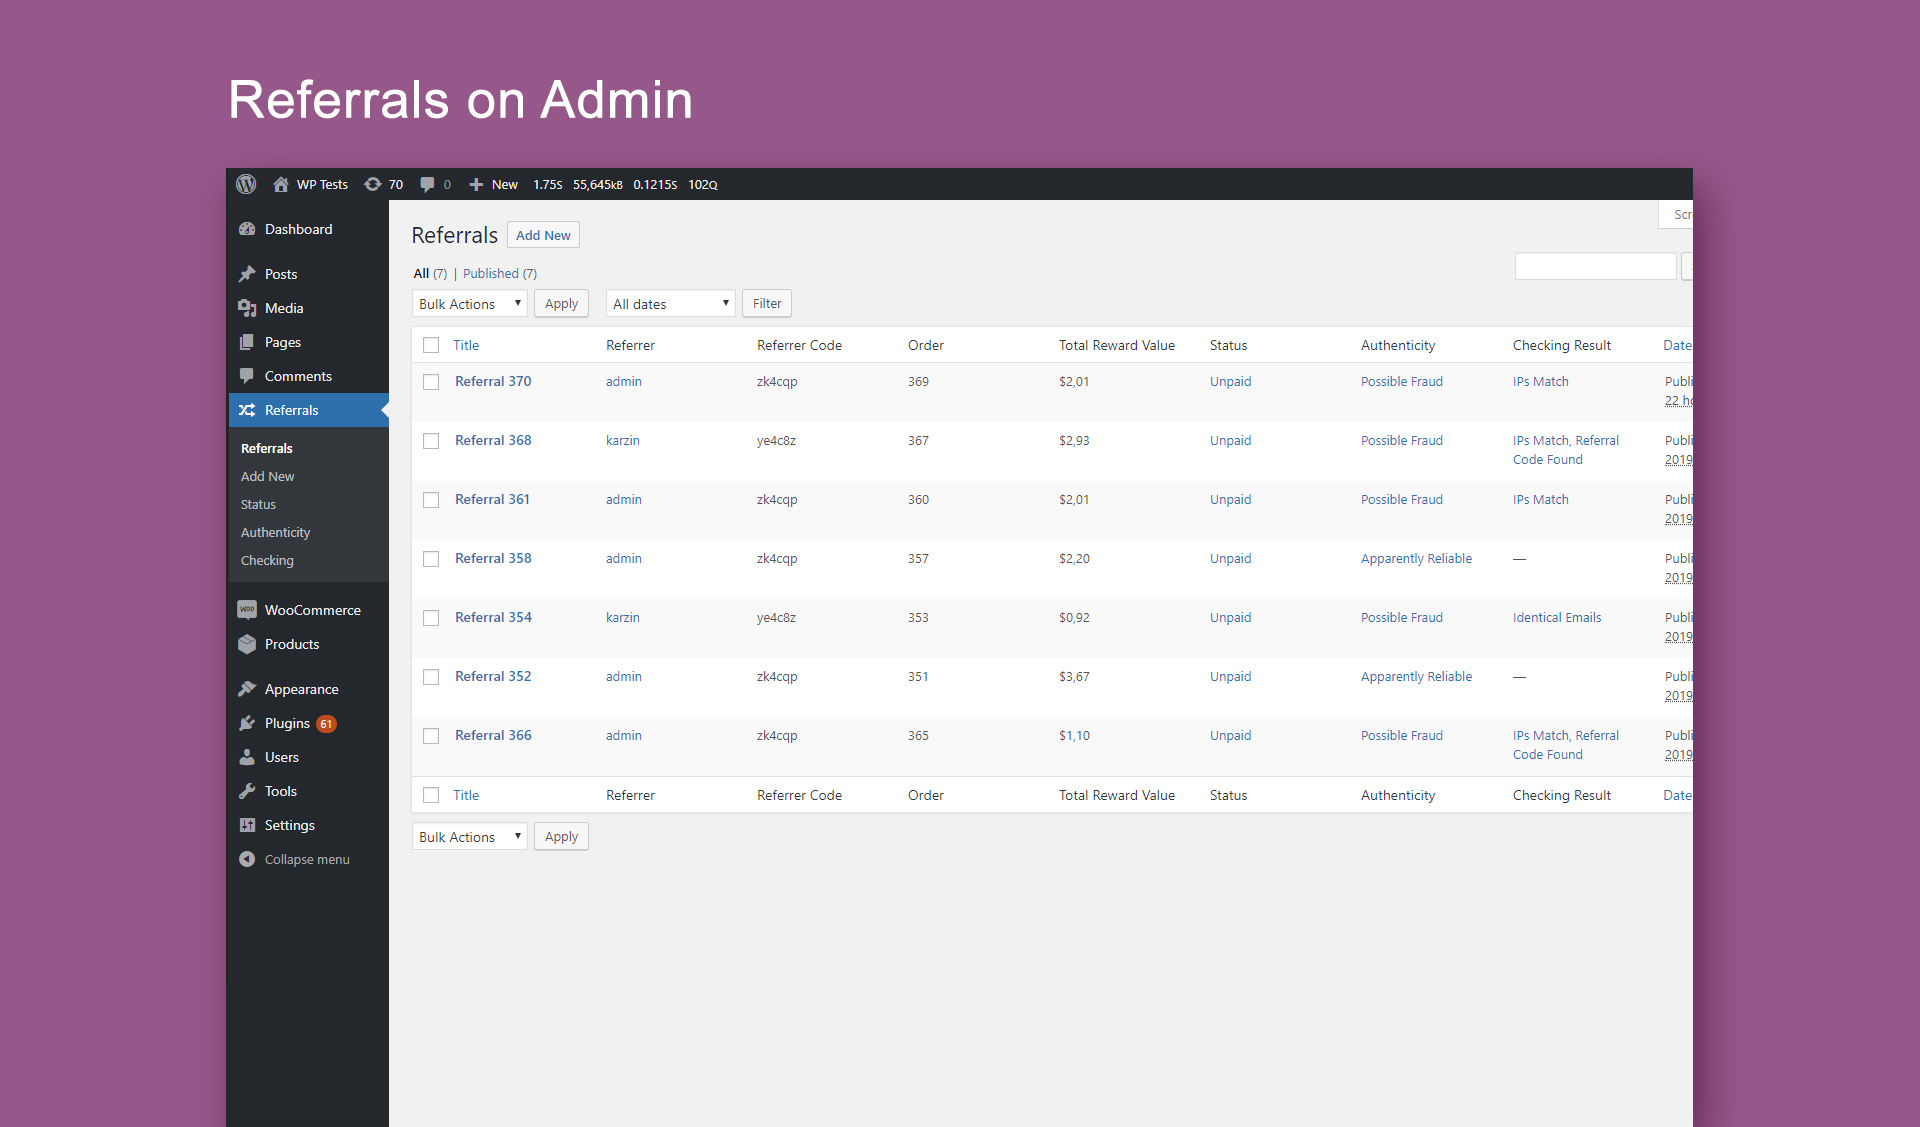 Referrals on Admin
WP Tests 70 0 New 1.75S 55,645KB 0.1215S 102Q
Dashboard
Posts
Media
Pages
Comments
Referrals
Referrals
Add New
Status
Authenticity
Checking
WooCommerce
Products
Appearance
Plugins 61
Users
Tools
Settings
Collapse menu
Referrals Add New
All (7) | Published (7)
Bulk Actions Apply All dates Filter
Title Referrer Referrer Code Order Total Reward Value Status Authenticity Checking Result Date
Referral 370 admin zk4cqp 369 $2,01 Unpaid Possible Fraud IPs Match
22
Referral 368 karzin ye4c8z 367 $2,93 Unpaid Possible Fraud IPs Match, Referral
Code Found 2019
Referral 361 admin zk4cqp 360 $2,01 Unpaid Possible Fraud IPs Match
2019
Referral 358 admin zk4cqp 357 $2,20 Unpaid Apparently Reliable —
2019
Referral 354 karzin ye4c8z 353 $0,92 Unpaid Possible Fraud Identical Emails
2019
Referral 352 admin zk4cqp 351 $3,67 Unpaid Apparently Reliable —
2019
Referral 366 admin zk4cqp 365 $1,10 Unpaid Possible Fraud IPs Match, Referral
Code Found 2019
Title Referrer Referrer Code Order Total Reward Value Status Authenticity Checking Result Date
Bulk Actions Apply